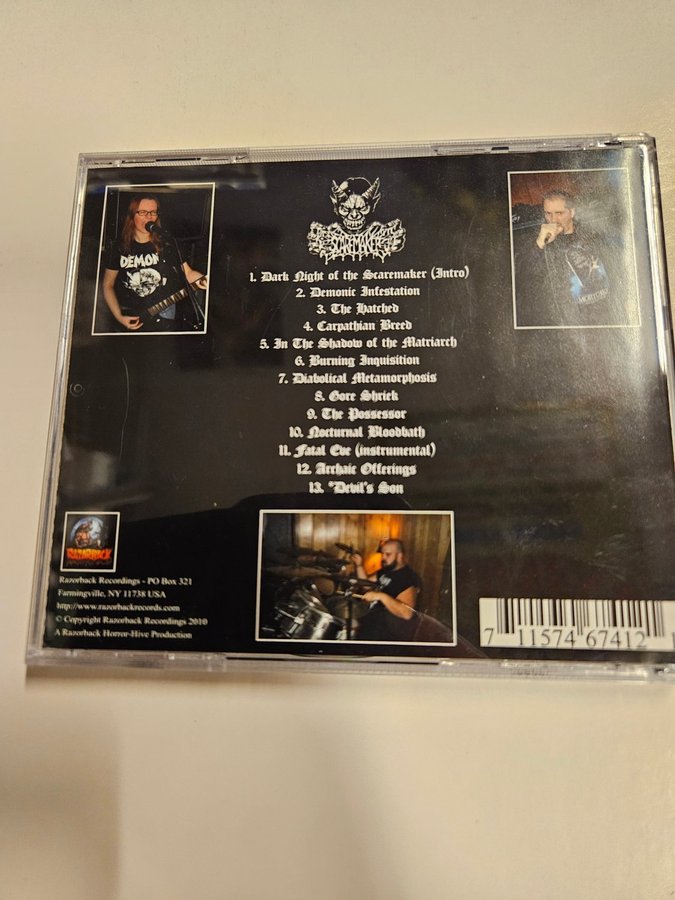 SCAREMAKER
DEMON
1. Dark Night of the Scaremaker (Intro)
2. Demonic Infestation
3. The Hatched
4. Carpathian Breed
5. In The Shadow of the Matriarch
6. Burning Inquisition
7. Diabolical Metamorphosis
8. Gore Shriek
9. The Possessor
10. Nocturnal Bloodbath
11. Fatal Eve (instrumental)
12. Archaic Offerings
13. *Devil's Son
RAZORBACK
Razorback Recordings - PO Box 321
Farmingville, NY 11738 USA
http://www.razorbackrecords.com
© Copyright Razorback Recordings 2010
A Razorback Horror-Hive Production
7 11574 67412 1